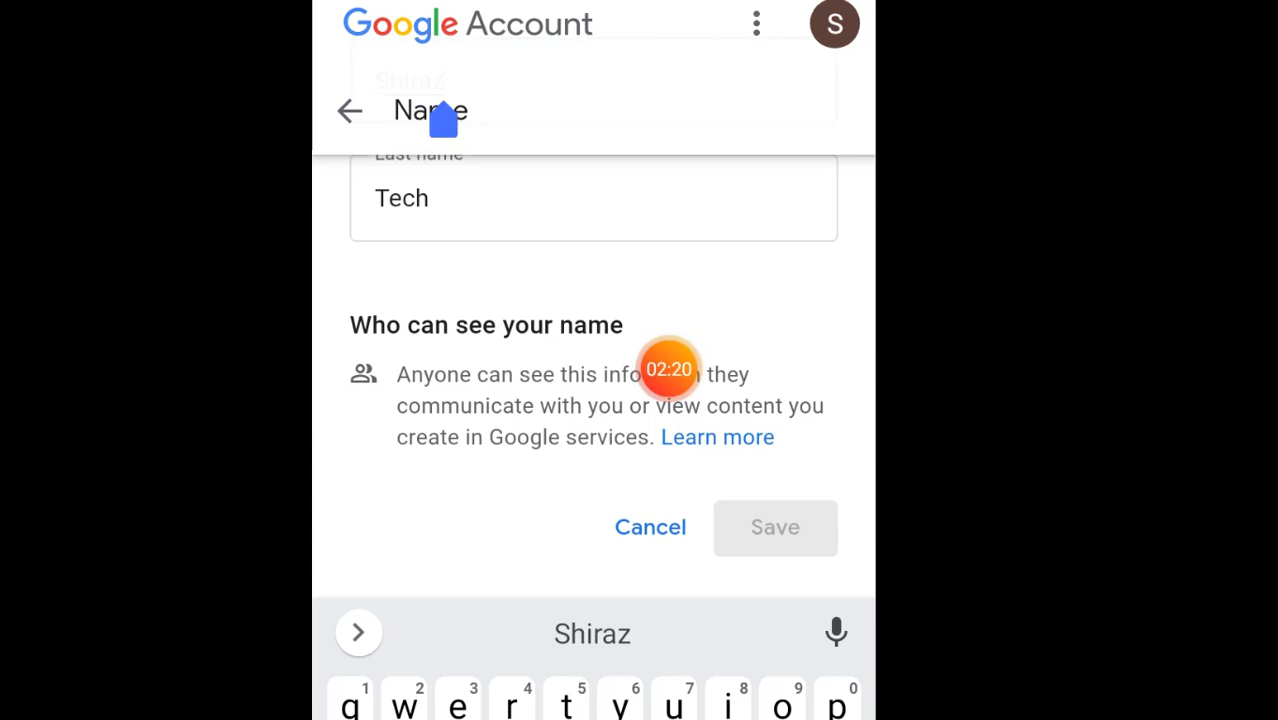 Google Account
S
Shiraz
Name
Last name
Tech
Who can see your name
Anyone can see this info they
02:20
communicate with you or view content you
create in Google services. Learn more
Cancel
Save
Shiraz
1 2 3 4 5 6 7 8 9 0
q w e r t y u i o p